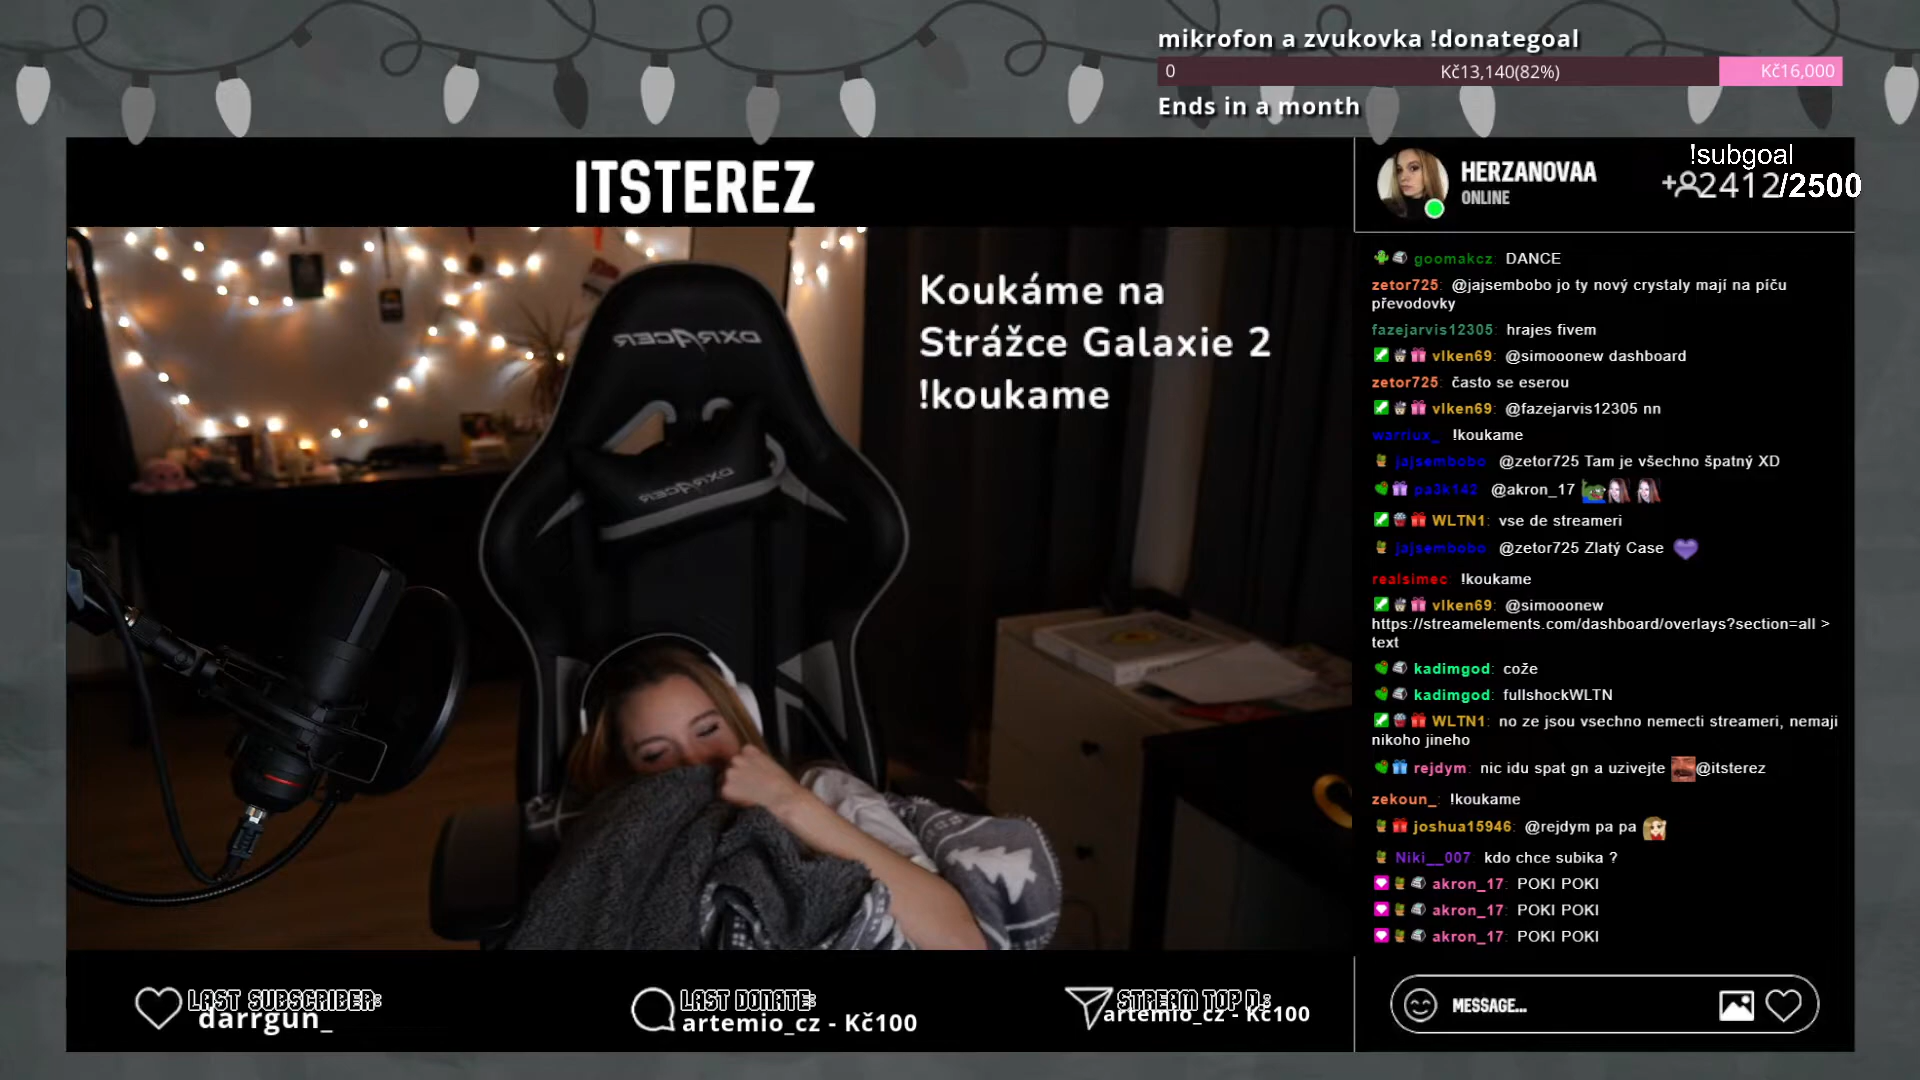 mikrofon a zvukovka !donategoal
0 Kč13,140(82%) Kč16,000
Ends in a month
ITSTEREZ
HERZANOVAA
ONLINE
!subgoal
2412/2500
Koukáme na
Strážce Galaxie 2
!koukame
DXRACER
DXRACER
goomakcz: DANCE
zetor725: @jajsembobo jo ty nový crystaly mají na píču
převodovky
fazejarvis12305: hrajes fivem
vlken69: @simooonew dashboard
zetor725: často se eserou
vlken69: @fazejarvis12305 nn
warriux_: !koukame
jajsembobo: @zetor725 Tam je všechno špatný XD
pa3k142: @akron_17
WLTN1: vse de streameri
jajsembobo: @zetor725 Zlatý Case
realsimec: !koukame
vlken69: @simooonew
https://streamelements.com/dashboard/overlays?section=all >
text
kadimgod: cože
kadimgod: fullshockWLTN
WLTN1: no ze jsou vsechno nemecti streameri, nemaji
nikoho jineho
rejdym: nic idu spat gn a uzivejte @itsterez
zekoun_: !koukame
joshua15946: @rejdym pa pa
Niki__007: kdo chce subika ?
akron_17: POKI POKI
akron_17: POKI POKI
akron_17: POKI POKI
MESSAGE...
LAST SUBSCRIBER:
darrgun_
LAST DONATE:
artemio_cz - Kč100
STREAM TOP D.:
artemio_cz - Kč100